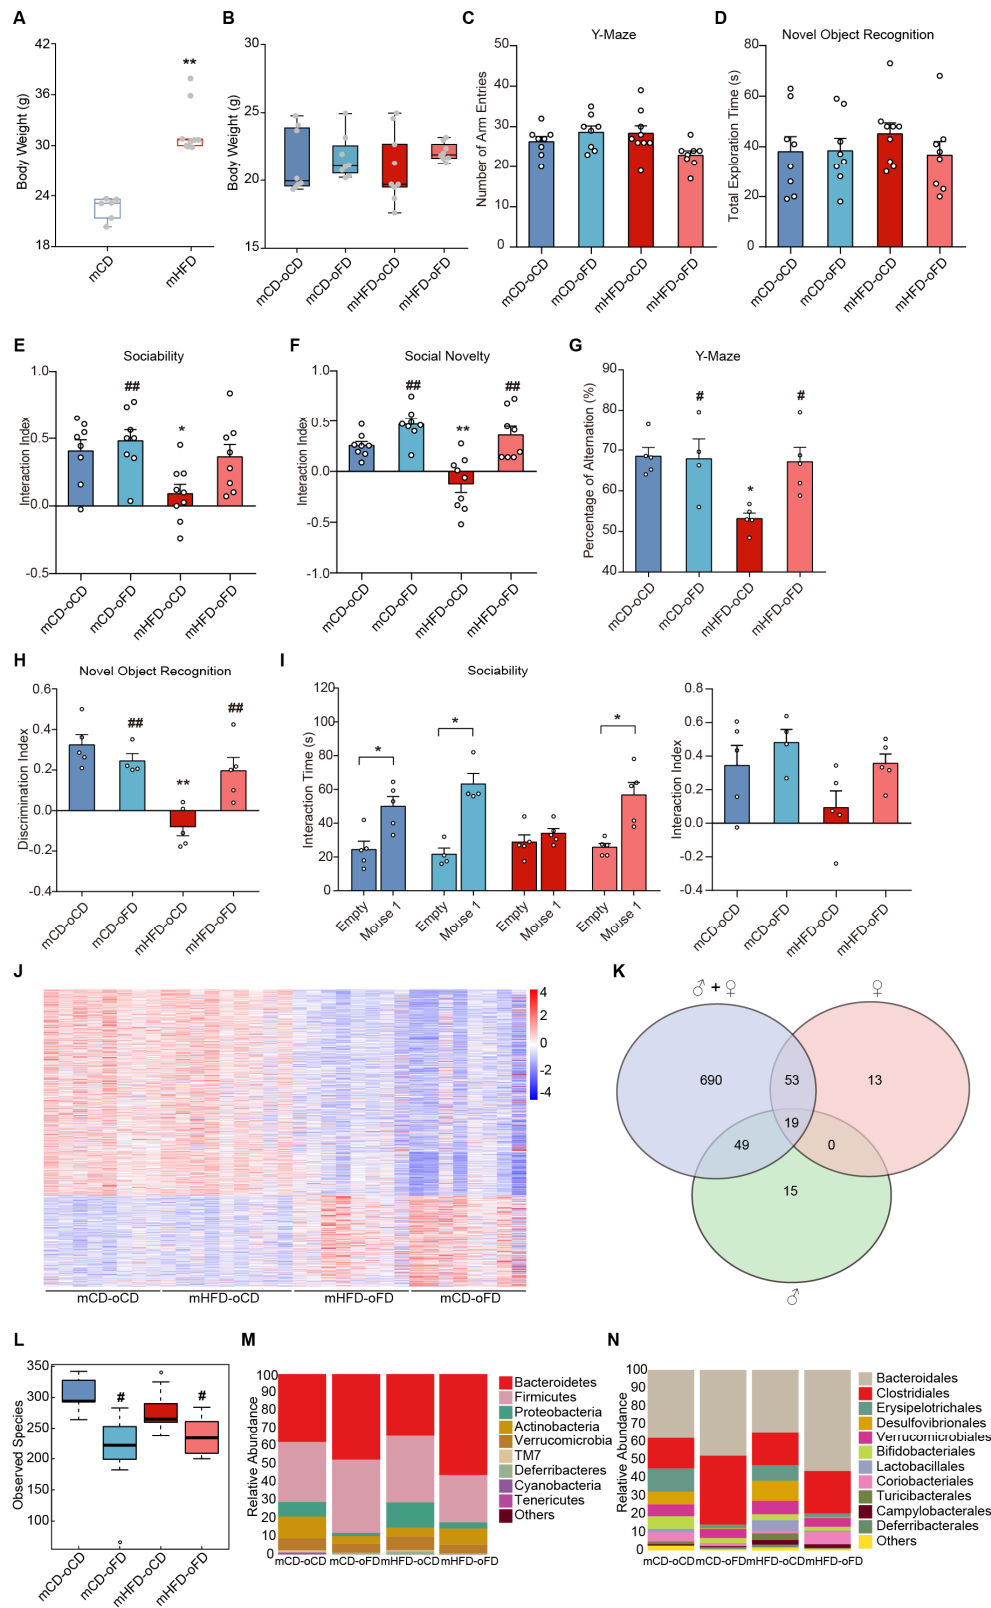 A
Body Weight (g)
42
36
30
24
18
**
mCD
mHFD
B
Body Weight (g)
30
25
20
15
mCD-oCD
mCD-oFD
mHFD-oCD
mHFD-oFD
C
Y-Maze
Number of Arm Entries
50
40
30
20
10
0
mCD-oCD
mCD-oFD
mHFD-oCD
mHFD-oFD
D
Novel Object Recognition
Total Exploration Time (s)
80
60
40
20
0
mCD-oCD
mCD-oFD
mHFD-oCD
mHFD-oFD
E
Sociability
Interaction Index
1.0
0.5
0.0
-0.5
##
*
mCD-oCD
mCD-oFD
mHFD-oCD
mHFD-oFD
F
Social Novelty
Interaction Index
1.0
0.5
0.0
-0.5
-1.0
##
**
##
mCD-oCD
mCD-oFD
mHFD-oCD
mHFD-oFD
G
Y-Maze
Percentage of Alternation (%)
90
80
70
60
50
40
#
*
#
mCD-oCD
mCD-oFD
mHFD-oCD
mHFD-oFD
H
Novel Object Recognition
Discrimination Index
0.6
0.4
0.2
0.0
-0.2
-0.4
##
**
##
mCD-oCD
mCD-oFD
mHFD-oCD
mHFD-oFD
I
Sociability
Interaction Time (s)
120
100
80
60
40
20
0
*
*
*
Empty
Mouse 1
Empty
Mouse 1
Empty
Mouse 1
Empty
Mouse 1
Interaction Index
0.8
0.6
0.4
0.2
0.0
-0.2
-0.4
mCD-oCD
mCD-oFD
mHFD-oCD
mHFD-oFD
J
4
2
0
-2
-4
mCD-oCD
mHFD-oCD
mHFD-oFD
mCD-oFD
K
♂ + ♀
♀
690
53
13
19
49
0
15
♂
L
Observed Species
350
300
250
200
150
100
#
#
mCD-oCD
mCD-oFD
mHFD-oCD
mHFD-oFD
M
Relative Abundance
100
90
80
70
60
50
40
30
20
10
0
mCD-oCD
mCD-oFD
mHFD-oCD
mHFD-oFD
Bacteroidetes
Firmicutes
Proteobacteria
Actinobacteria
Verrucomicrobia
TM7
Deferribacteres
Cyanobacteria
Tenericutes
Others
N
Relative Abundance
100
90
80
70
60
50
40
30
20
10
0
mCD-oCD
mCD-oFD
mHFD-oCD
mHFD-oFD
Bacteroidales
Clostridiales
Erysipelotrichales
Desulfovibrionales
Verrucomicrobiales
Bifidobacteriales
Lactobacillales
Coriobacteriales
Turicibacterales
Campylobacterales
Deferribacterales
Others